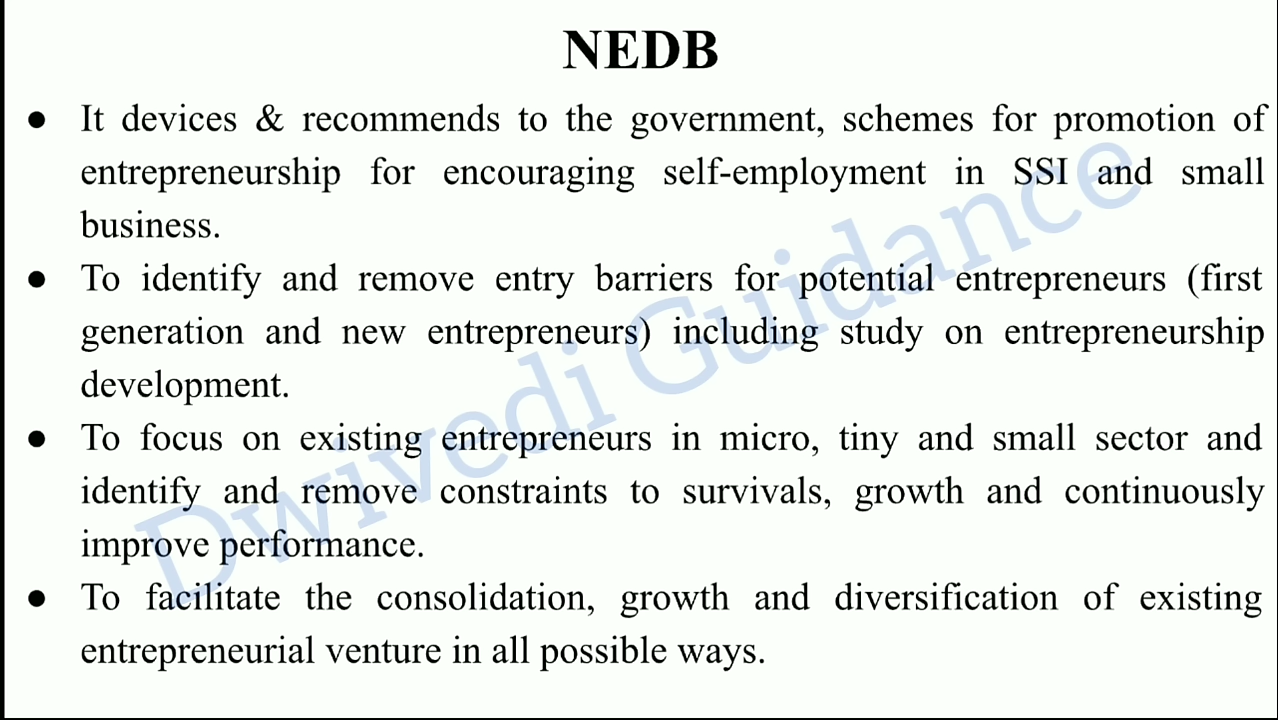 NEDB
● It devices & recommends to the government, schemes for promotion of
entrepreneurship for encouraging self-employment in SSI and small
business.
● To identify and remove entry barriers for potential entrepreneurs (first
generation and new entrepreneurs) including study on entrepreneurship
development.
● To focus on existing entrepreneurs in micro, tiny and small sector and
identify and remove constraints to survivals, growth and continuously
improve performance.
● To facilitate the consolidation, growth and diversification of existing
entrepreneurial venture in all possible ways.
Dwivedi Guidance